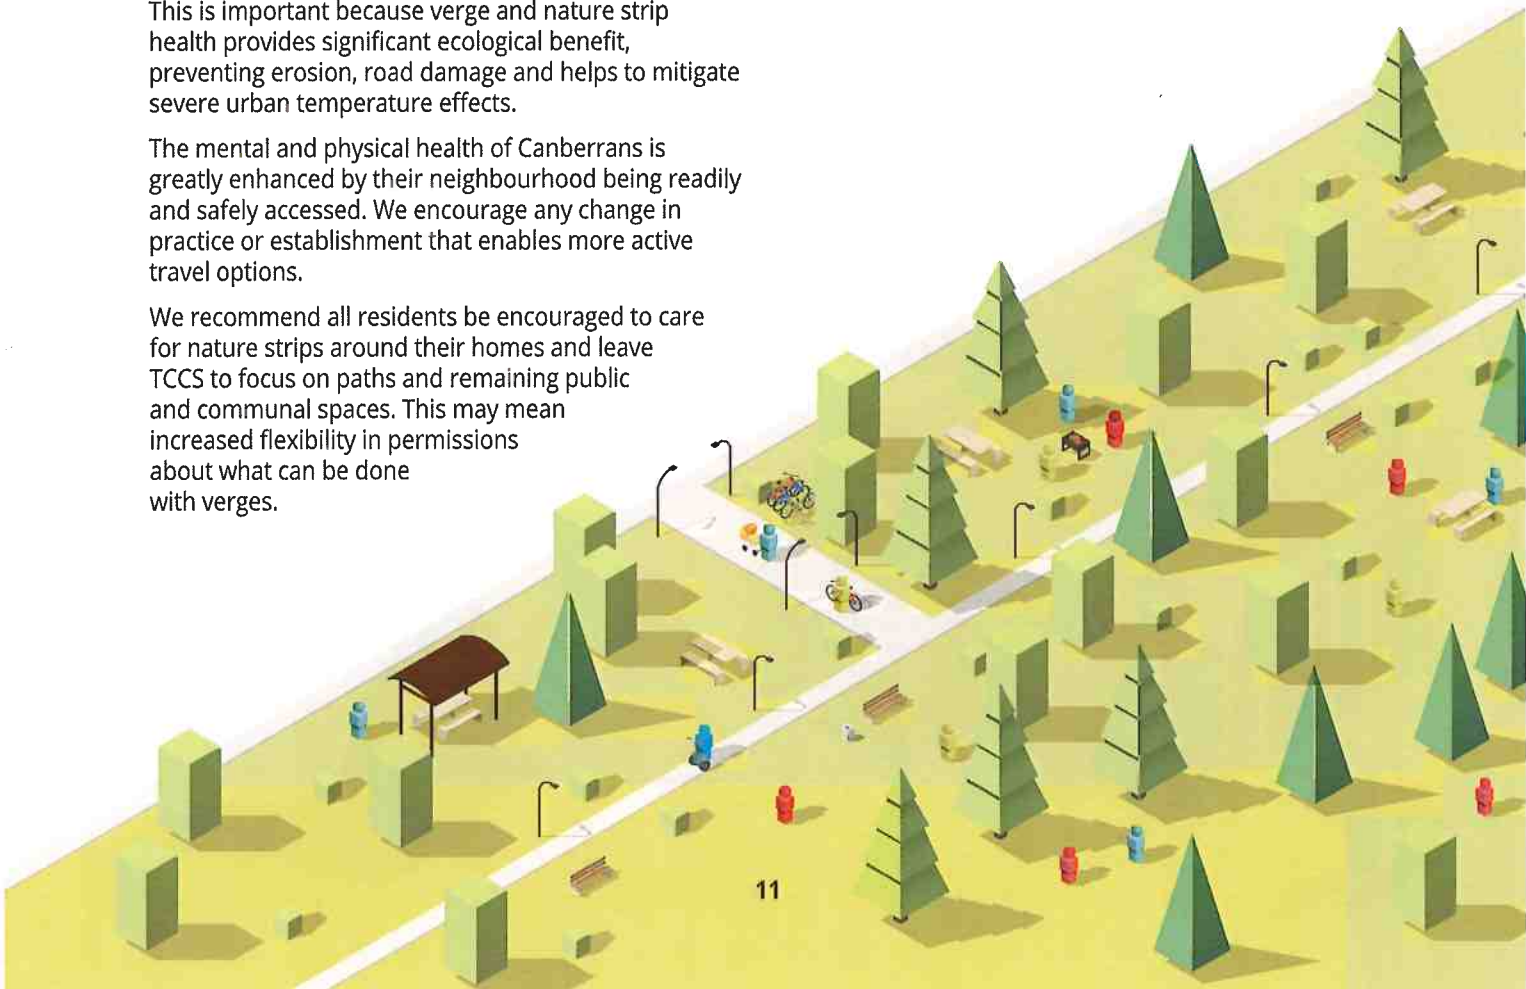 This is important because verge and nature strip
health provides significant ecological benefit,
preventing erosion, road damage and helps to mitigate
severe urban temperature effects.
The mental and physical health of Canberrans is
greatly enhanced by their neighbourhood being readily
and safely accessed. We encourage any change in
practice or establishment that enables more active
travel options.
We recommend all residents be encouraged to care
for nature strips around their homes and leave
TCCS to focus on paths and remaining public
and communal spaces. This may mean
increased flexibility in permissions
about what can be done
with verges.
11